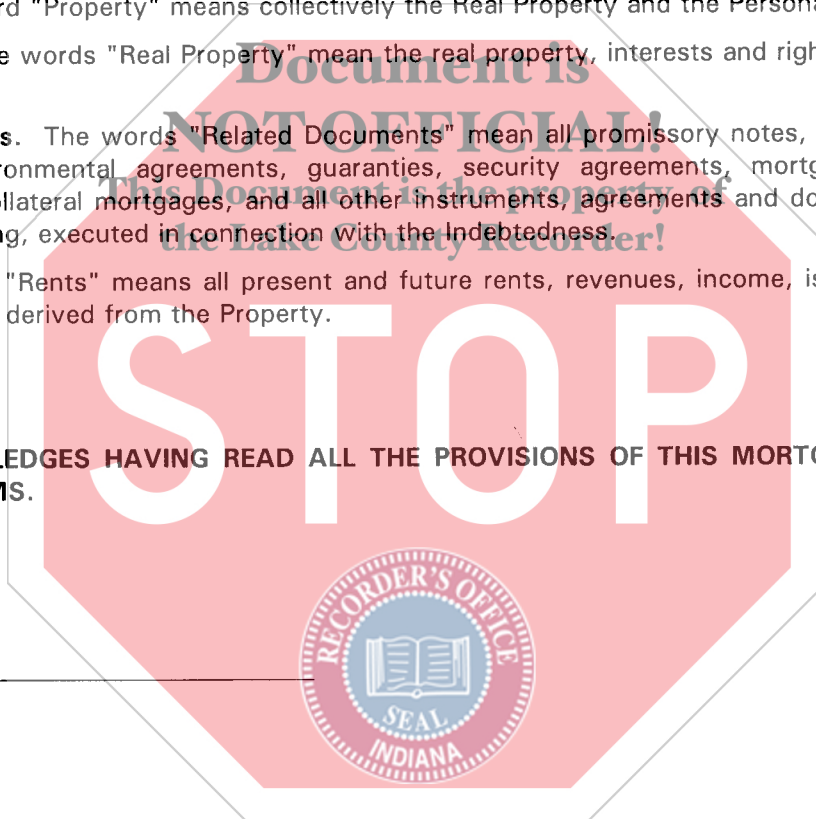 rd "Property" means collectively the Real Property and the Persona
e words "Real Property" mean the real property, interests and righ
Document is
NOT OFFICIAL!
This Document is the property of
the Lake County Recorder!
s. The words "Related Documents" mean all promissory notes,
ronmental agreements, guaranties, security agreements, mortg
llateral mortgages, and all other instruments, agreements and do
g, executed in connection with the Indebtedness.
"Rents" means all present and future rents, revenues, income, is
derived from the Property.
STOP
LEDGES HAVING READ ALL THE PROVISIONS OF THIS MORTG
MS.
RECORDER'S OFFICE
SEAL
INDIANA